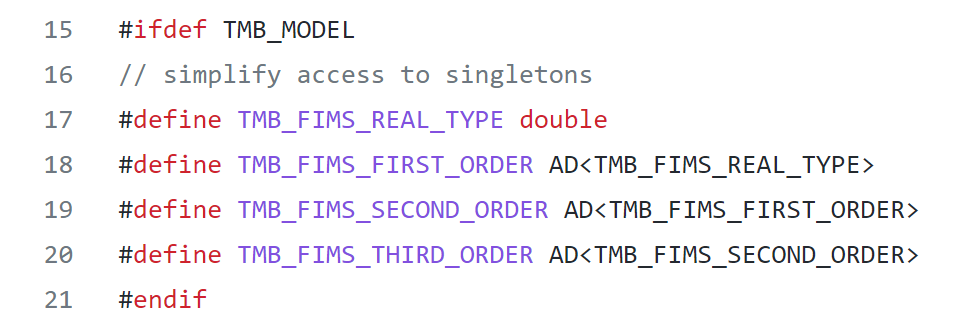 15 #ifdef TMB_MODEL
16 // simplify access to singletons
17 #define TMB_FIMS_REAL_TYPE double
18 #define TMB_FIMS_FIRST_ORDER AD<TMB_FIMS_REAL_TYPE>
19 #define TMB_FIMS_SECOND_ORDER AD<TMB_FIMS_FIRST_ORDER>
20 #define TMB_FIMS_THIRD_ORDER AD<TMB_FIMS_SECOND_ORDER>
21 #endif